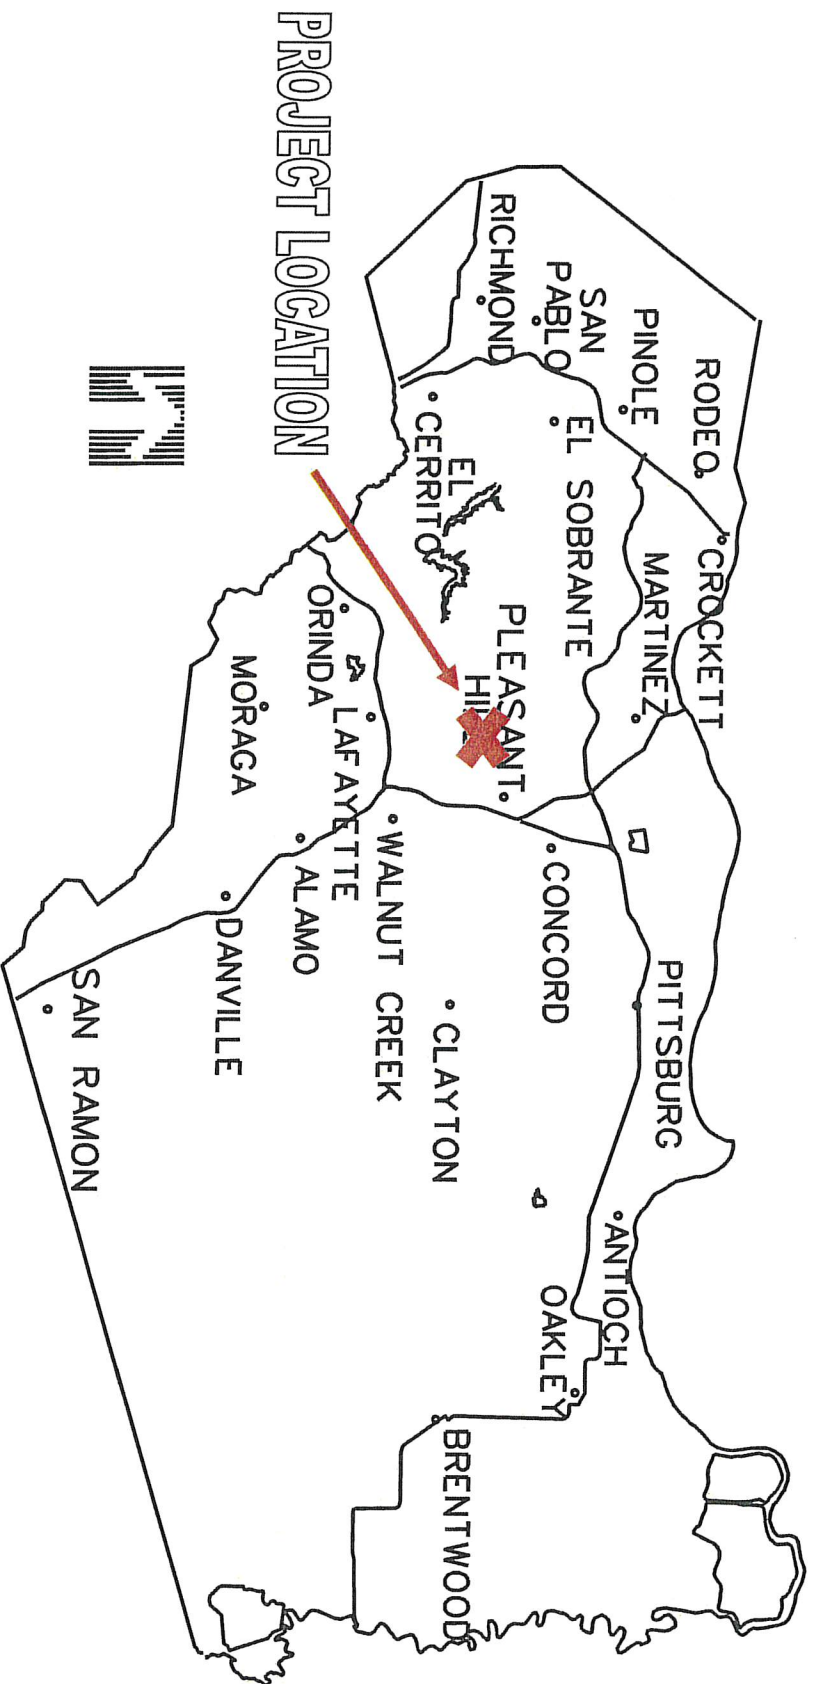 PROJECT LOCATION
RODEO
CROCKETT
PINOLE
MARTINEZ
SAN
PABLO
EL SOBRANTE
RICHMOND
PLEASANT
HILL
EL
CERRITO
ORINDA
LAFAYETTE
MORAGA
PITTSBURG
ANTIOCH
OAKLEY
CONCORD
CLAYTON
BRENTWOOD
WALNUT CREEK
ALAMO
DANVILLE
SAN RAMON